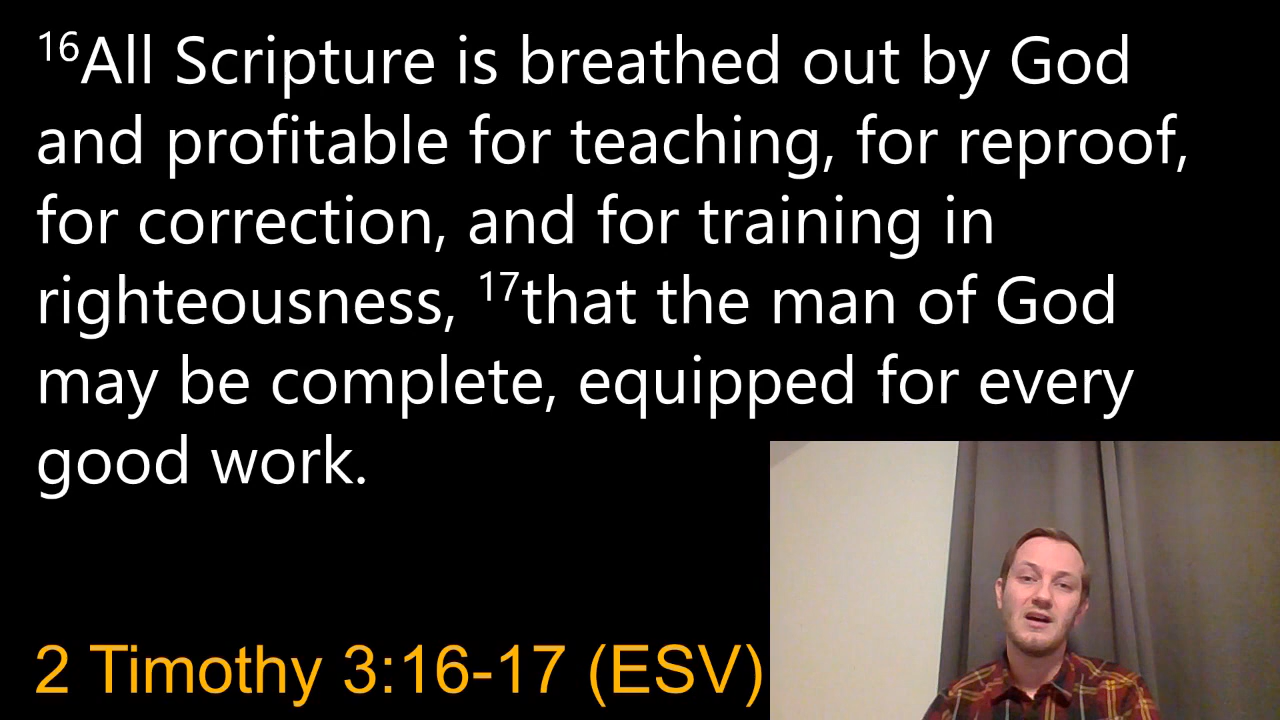 16All Scripture is breathed out by God
and profitable for teaching, for reproof,
for correction, and for training in
righteousness, 17that the man of God
may be complete, equipped for every
good work.
2 Timothy 3:16-17 (ESV)